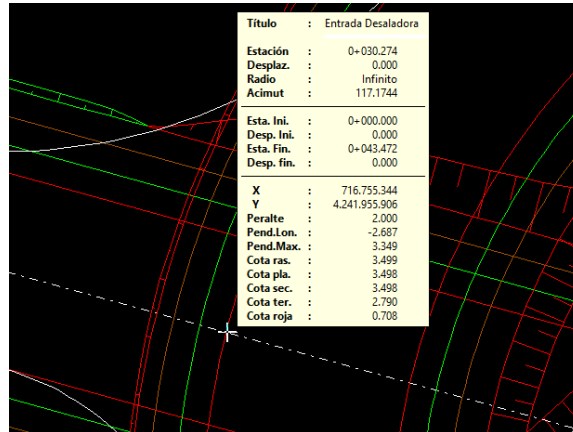 Título : Entrada Desaladora
Estación : 0+030.274
Desplaz. : 0.000
Radio : Infinito
Acimut : 117.1744
Esta. Ini. : 0+000.000
Desp. Ini. : 0.000
Esta. Fin. : 0+043.472
Desp. fin. : 0.000
X : 716.755.344
Y : 4.241.955.906
Peralte : 2.000
Pend.Lon. : -2.687
Pend.Max. : 3.349
Cota ras. : 3.499
Cota pla. : 3.498
Cota sec. : 3.498
Cota ter. : 2.790
Cota roja : 0.708